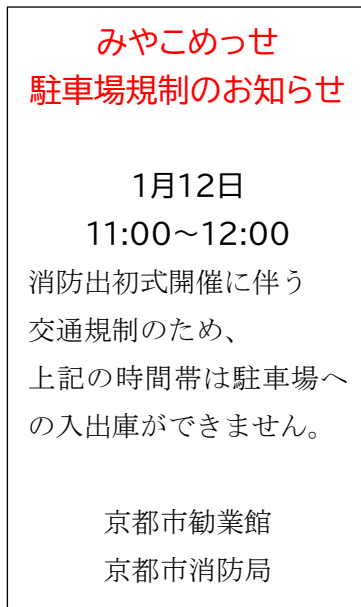 みやこめっせ
駐車場規制のお知らせ
1月12日
11:00～12:00
消防出初式開催に伴う
交通規制のため、
上記の時間帯は駐車場へ
の入出庫ができません。
京都市勧業館
京都市消防局